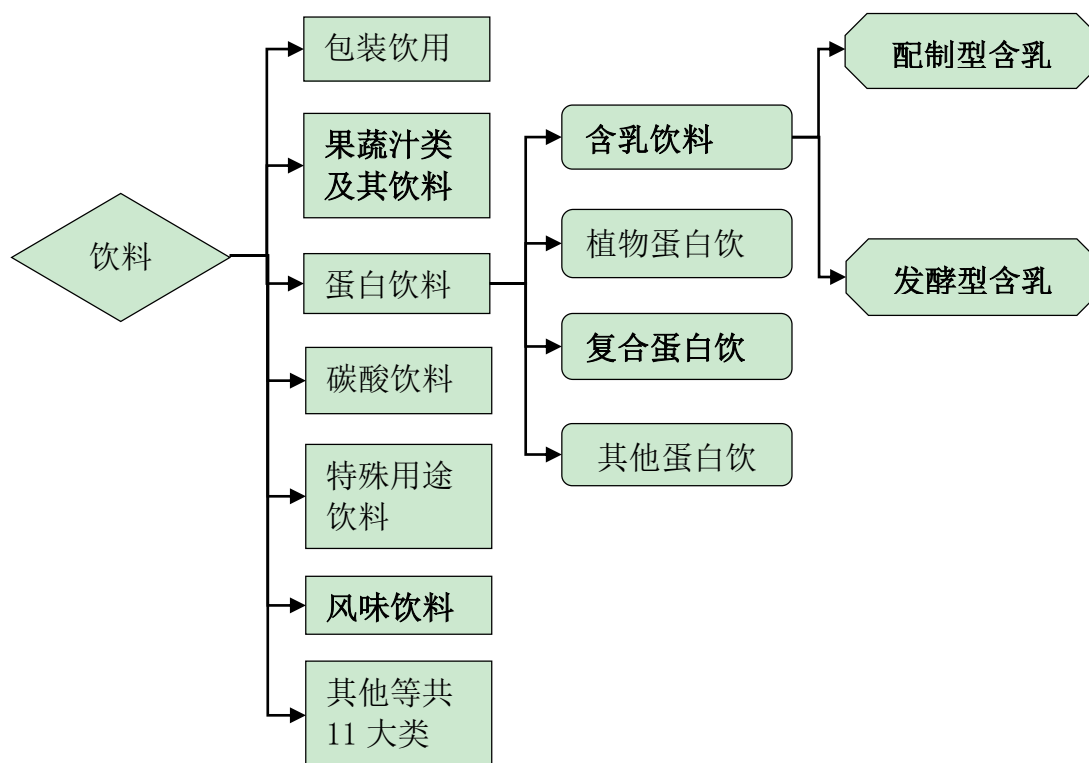 饮料
包装饮用
果蔬汁类
及其饮料
蛋白饮料
碳酸饮料
特殊用途
饮料
风味饮料
其他等共
11 大类
含乳饮料
植物蛋白饮
复合蛋白饮
其他蛋白饮
配制型含乳
发酵型含乳